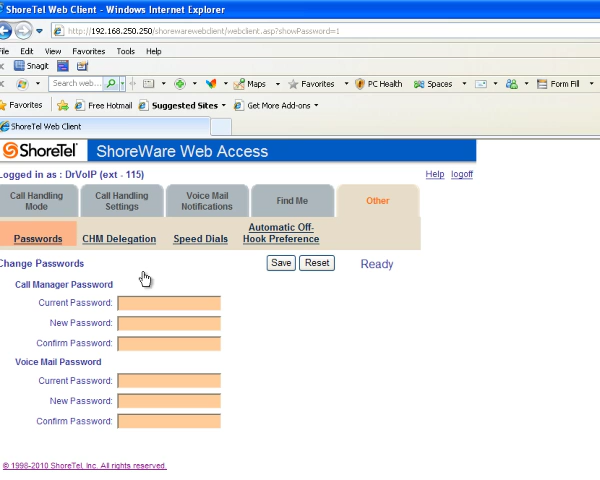 ShoreTel Web Client - Windows Internet Explorer
http://192.168.250.250/shorewarewebclient/webclient.asp?showPassword=1
File Edit View Favorites Tools Help
x Snagit
x Search web... Maps Favorites PC Health Spaces Form Fill
Favorites Free Hotmail Suggested Sites Get More Add-ons
ShoreTel Web Client
ShoreTel ShoreWare Web Access
Logged in as : DrVoIP (ext - 115) Help logoff
Call Handling Mode Call Handling Settings Voice Mail Notifications Find Me Other
Passwords CHM Delegation Speed Dials Automatic Off-Hook Preference
Change Passwords Save Reset Ready
Call Manager Password
Current Password:
New Password:
Confirm Password:
Voice Mail Password
Current Password:
New Password:
Confirm Password:
© 1998-2010 ShoreTel, Inc. All rights reserved.